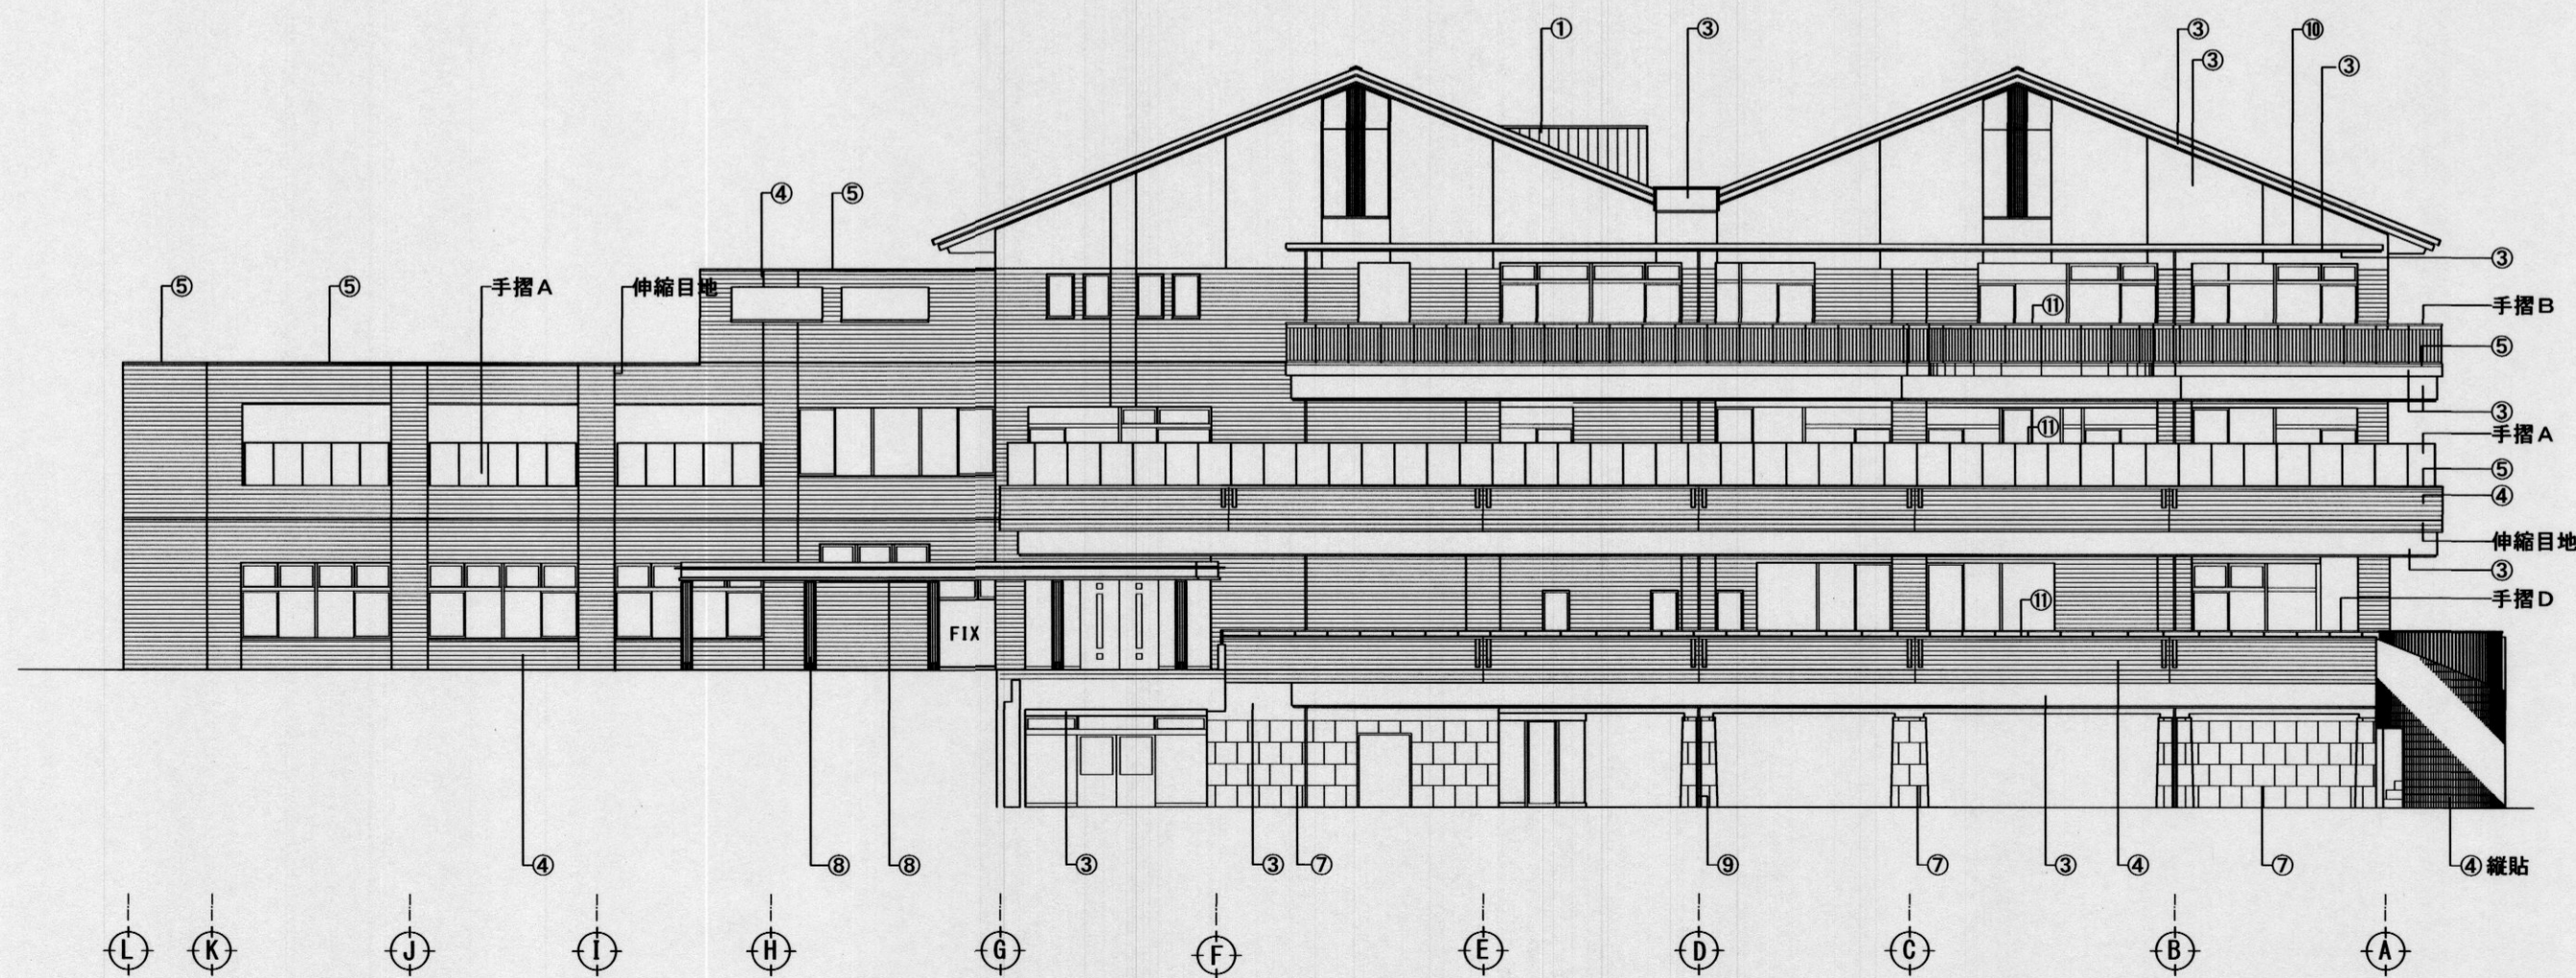 ① ③ ③ ⑩
③ ③
④ ⑤
③
⑤ ⑤ 手摺A 伸縮目地
手摺B
⑪
⑤
③
手摺A
⑪
⑤
④
伸縮目地
③
手摺D
⑪
FIX
④ ⑧ ⑧ ③ ③ ⑦ ⑨ ⑦ ③ ④ ⑦ ④ 縦貼
L K J I H G F E D C B A